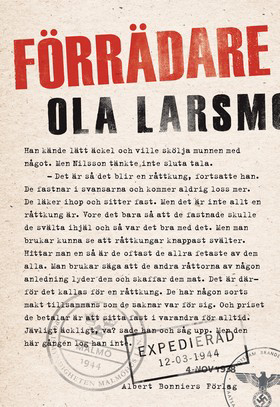 FÖRRÄDARE
OLA LARSMO
Han kände lätt äckel och ville skölja munnen med
något. Men Nilsson tänkte inte sluta tala.
– Det är så det blir en råttkung, fortsatte han.
De fastnar i svansarna och kommer aldrig loss mer.
De läker ihop och sitter fast. Men det är inte allt en
råttkung är. Vore det bara så att de fastnade skulle
de svälta ihjäl och så var det bra med det. Men man
brukar kunna se att råttkungar knappast svälter.
Hittar man en så är de oftast de allra fetaste av dem
alla. Man brukar säga att de andra råttorna av någon
anledning lyder dem och skaffar dem mat. Det är där-
för det kallas för en råttkung. De har någon sorts
makt tillsammans som de saknar var för sig. Och priset
de betalar är att sitta fast i varandra för alltid.
Jävligt äckligt, va? sade han och såg upp. Men den
här gången log han inte.
EXPEDIERAD
12-03-1944
MALMÖ
1944
4-NOV 1938
Albert Bonniers Förlag